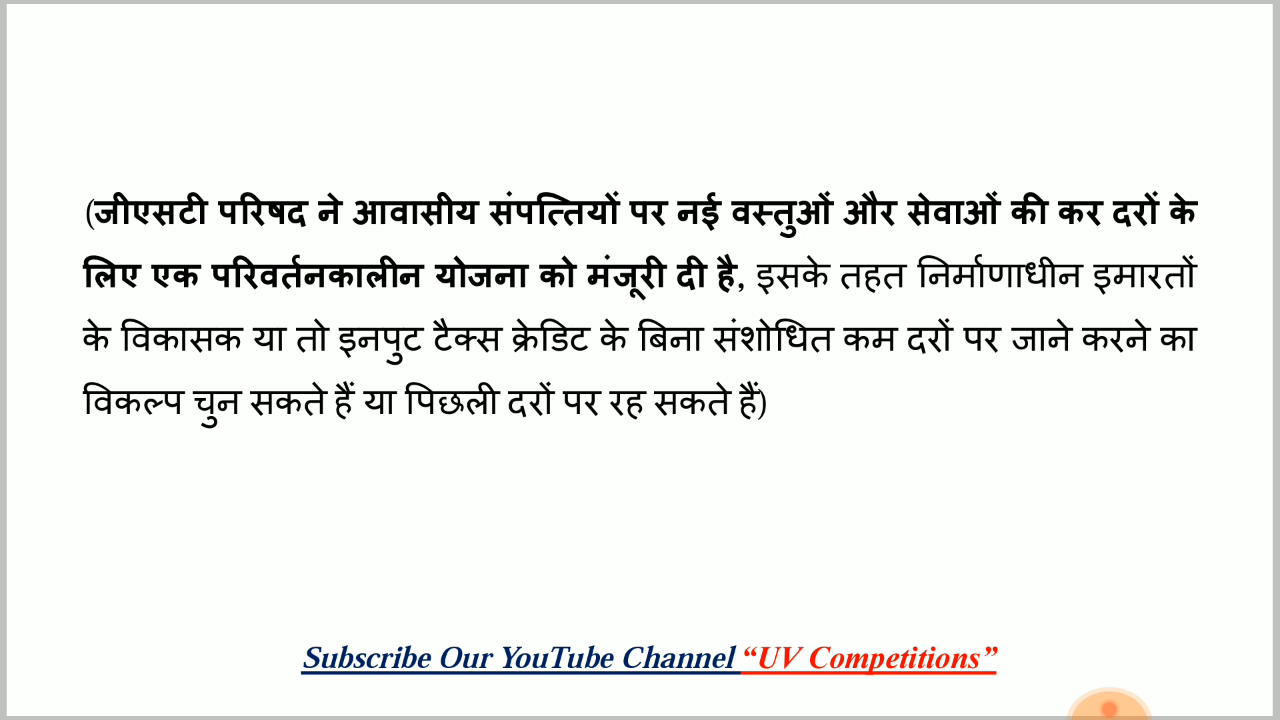 (जीएसटी परिषद ने आवासीय संपत्तियों पर नई वस्तुओं और सेवाओं की कर दरों के
लिए एक परिवर्तनकालीन योजना को मंजूरी दी है, इसके तहत निर्माणाधीन इमारतों
के विकासक या तो इनपुट टैक्स क्रेडिट के बिना संशोधित कम दरों पर जाने करने का
विकल्प चुन सकते हैं या पिछली दरों पर रह सकते हैं)
Subscribe Our YouTube Channel “UV Competitions”